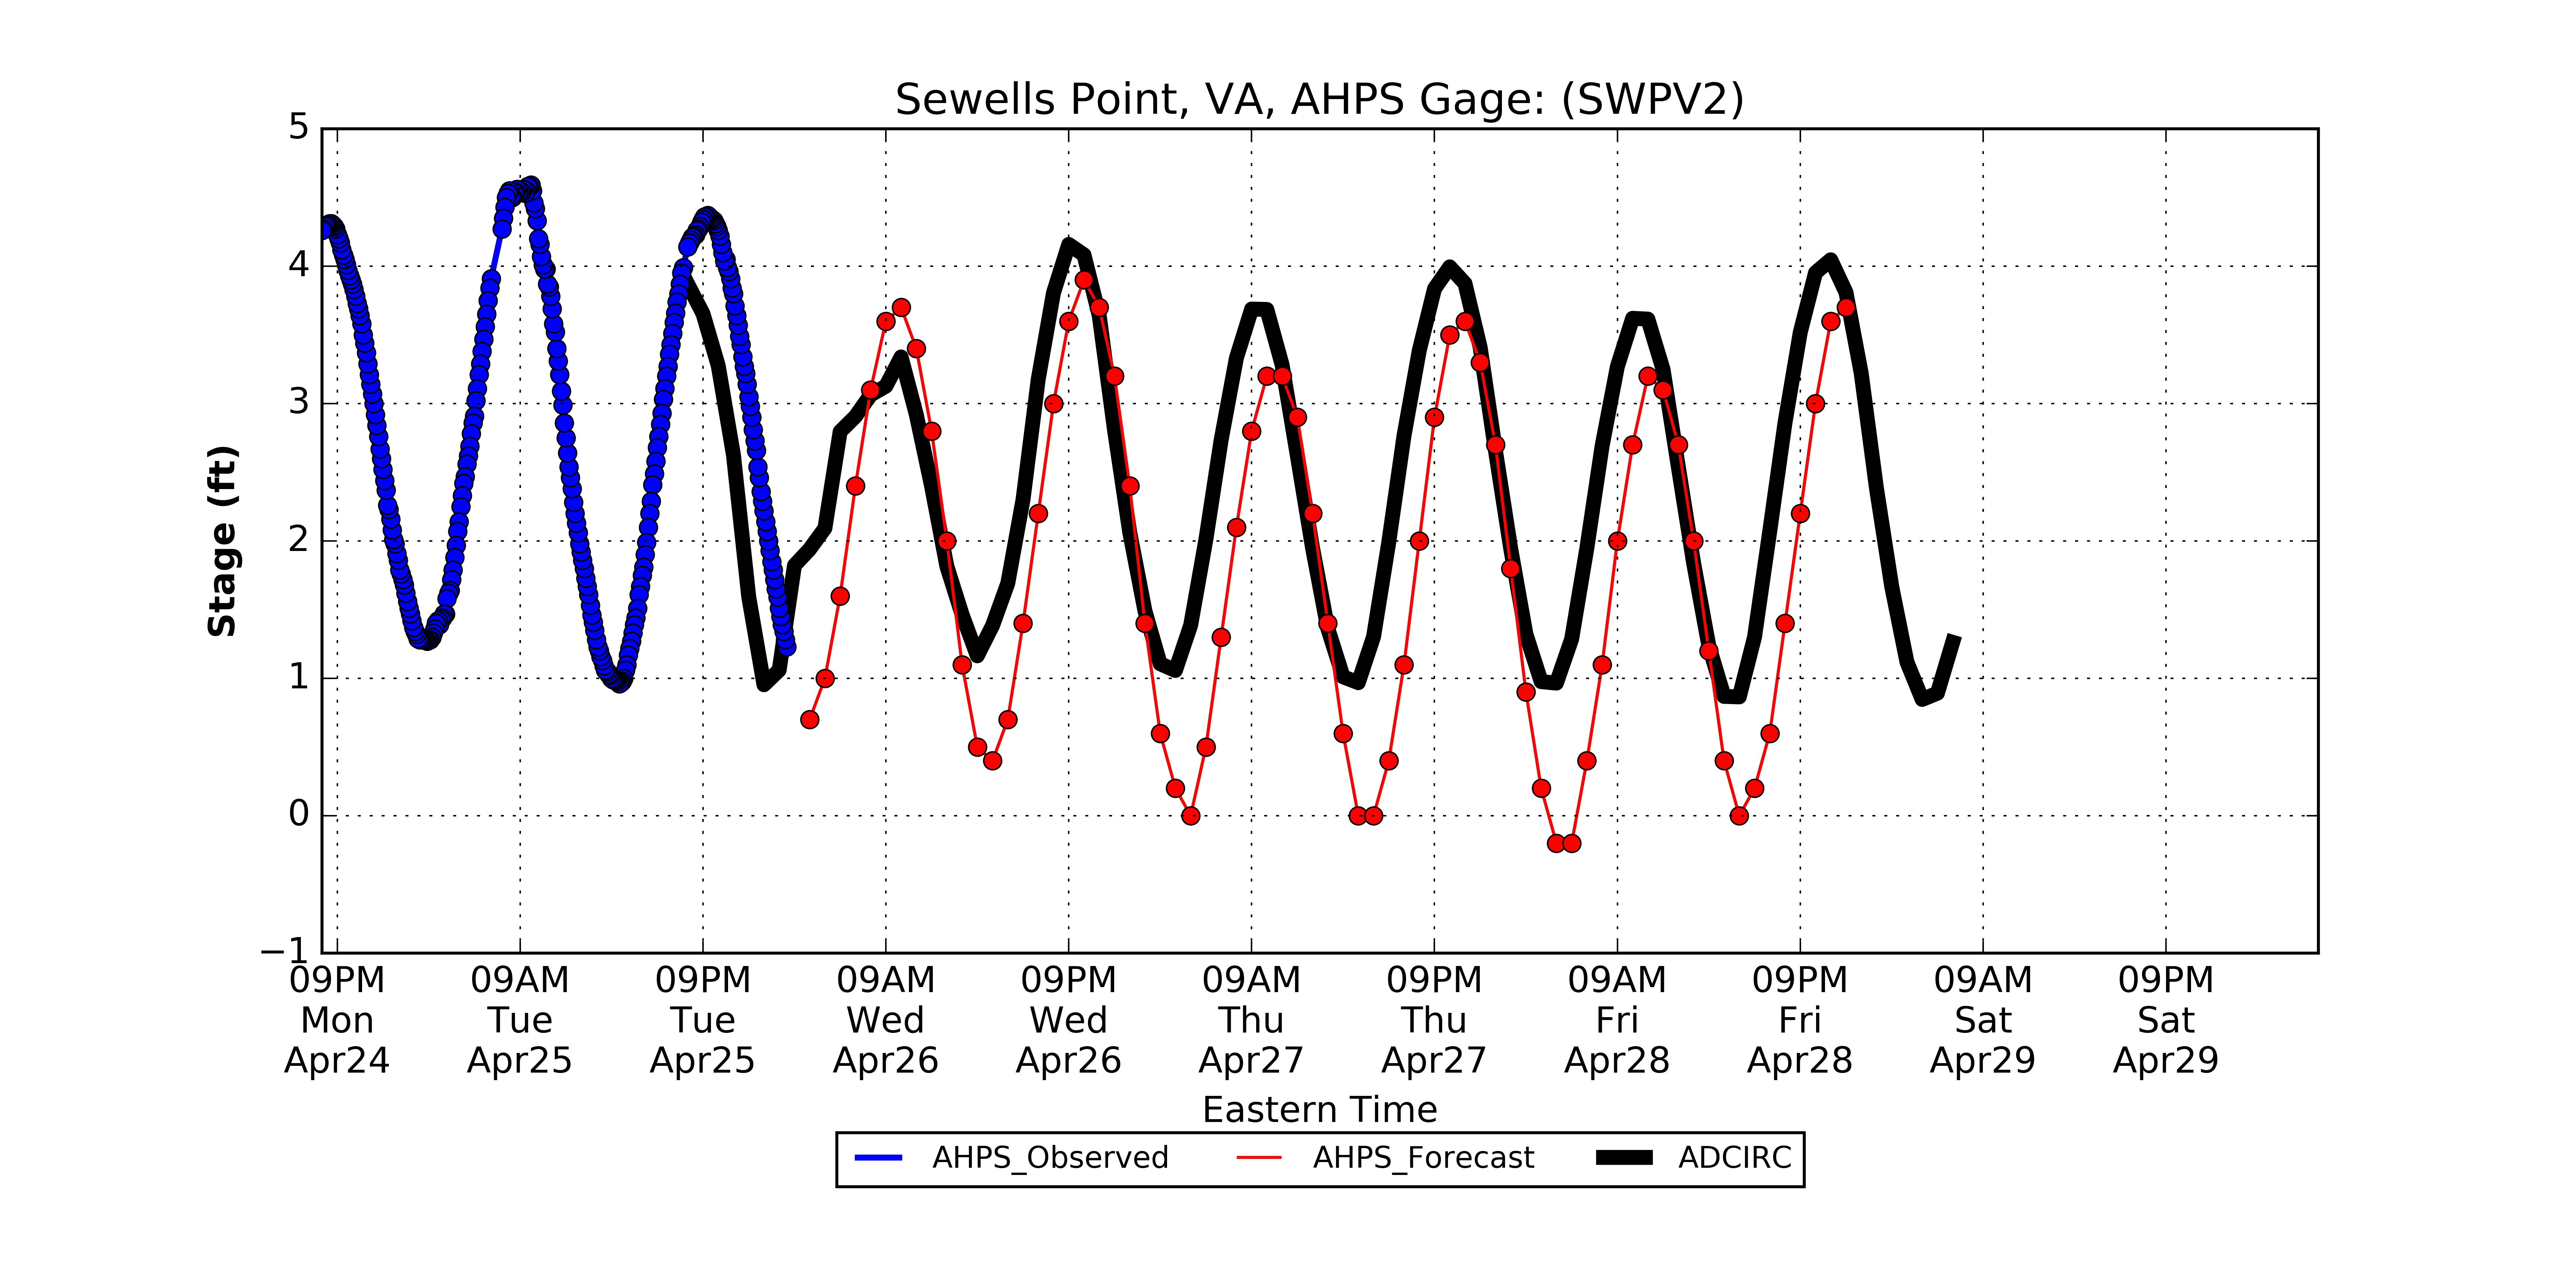 Sewells Point, VA, AHPS Gage: (SWPV2)
5
4
3
2
1
0
−1
Stage (ft)
09PM 09AM 09PM 09AM 09PM 09AM 09PM 09AM 09PM 09AM 09PM
Mon Tue Tue Wed Wed Thu Thu Fri Fri Sat Sat
Apr24 Apr25 Apr25 Apr26 Apr26 Apr27 Apr27 Apr28 Apr28 Apr29 Apr29
Eastern Time
AHPS_Observed AHPS_Forecast ADCIRC